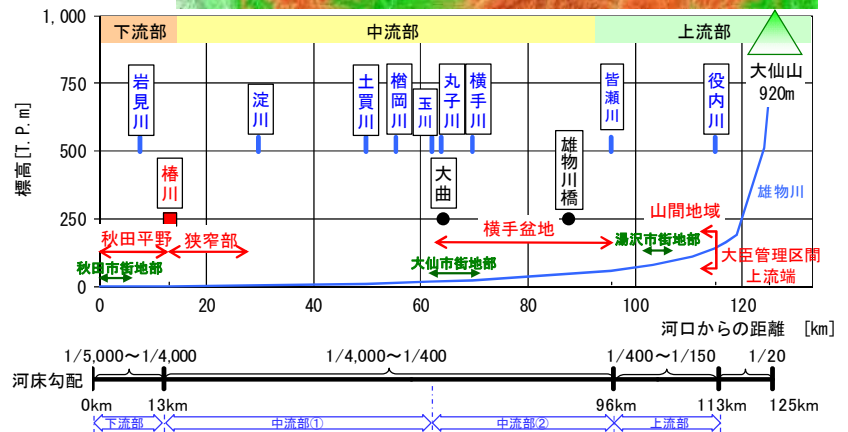 下流部 中流部 上流部
1,000
750
500
250
0
標高[T.P.m]
岩見川
淀川
土買川
楢岡川
玉川
丸子川
横手川
皆瀬川
役内川
大仙山
920m
雄物川
椿川
大曲
雄物川橋
秋田平野
狭窄部
横手盆地
山間地域
秋田市街地部
大仙市街地部
湯沢市街地部
大臣管理区間
上流端
0 20 40 60 80 100 120
河口からの距離 [km]
1/5,000～1/4,000 1/4,000～1/400 1/400～1/150 1/20
河床勾配
0km 13km 96km 113km 125km
下流部 中流部① 中流部② 上流部